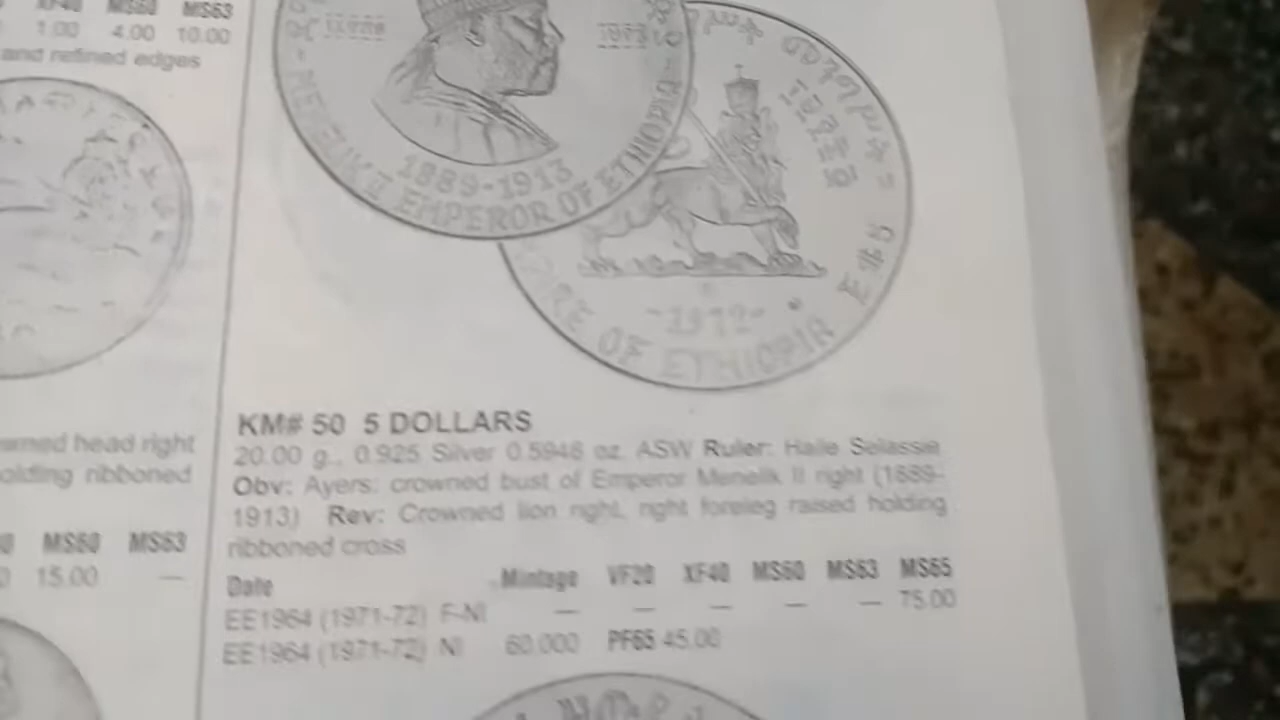 XF40 MS60 MS63
1.00 4.00 10.00
and refined edges
head right
holding ribboned
MS60 MS63
15.00 —
MENELIK II EMPEROR OF ETHIOPIA
1889-1913
OF ETHIOPIA E$5
-1972-
KM# 50 5 DOLLARS
20.00 g., 0.925 Silver 0.5946 oz. ASW Ruler: Haile Selassie
Obv: Ayers: crowned bust of Emperor Menelik II right (1889-
1913) Rev: Crowned lion right, right foreleg raised holding
ribboned cross
Date Mintage VF20 XF40 MS60 MS63 MS65
EE1964 (1971-72) F-NI — — — — — 75.00
EE1964 (1971-72) NI 60,000 PF65 45.00